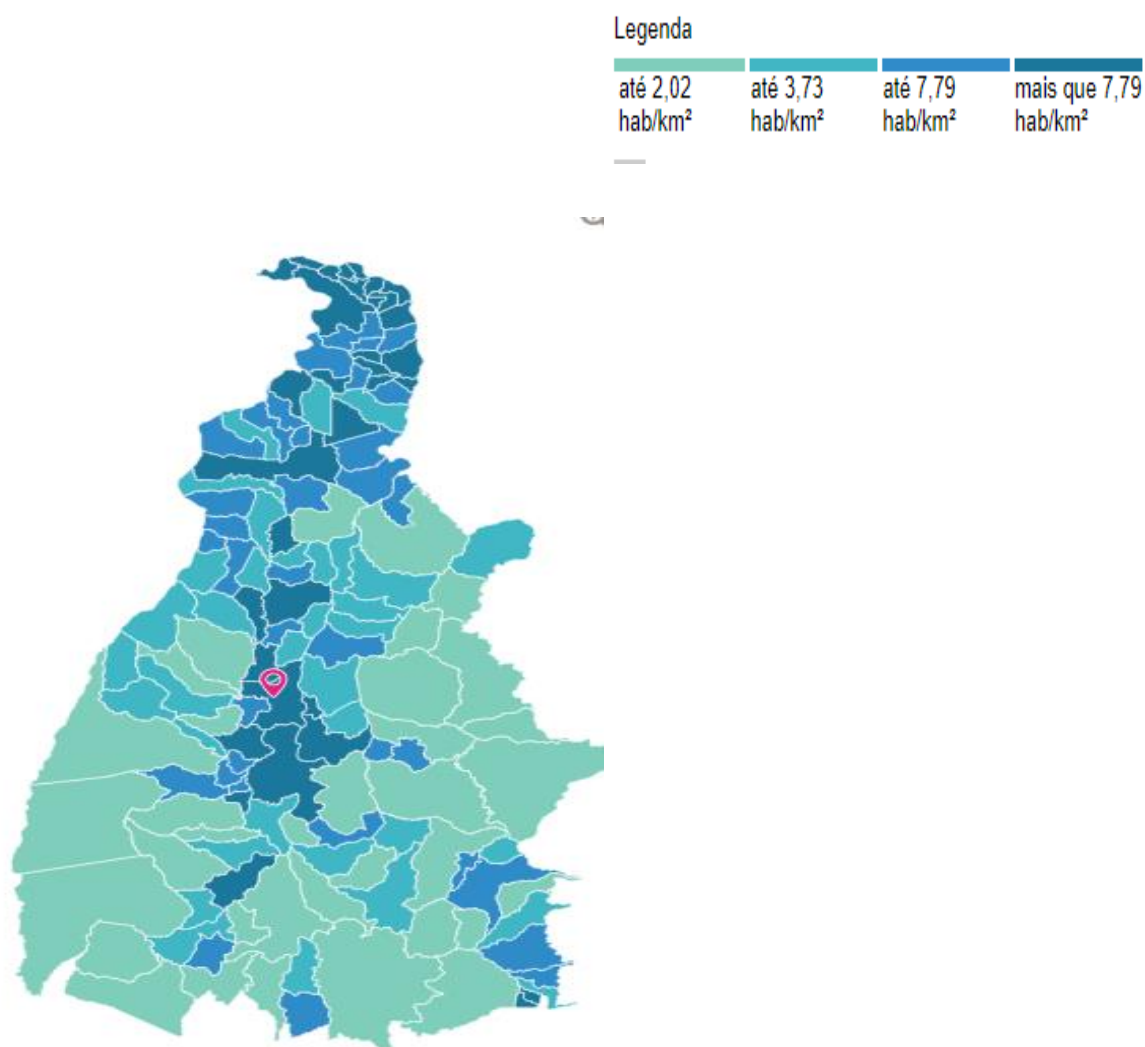 Legenda
até 2,02 até 3,73 até 7,79 mais que 7,79
hab/km² hab/km² hab/km² hab/km²